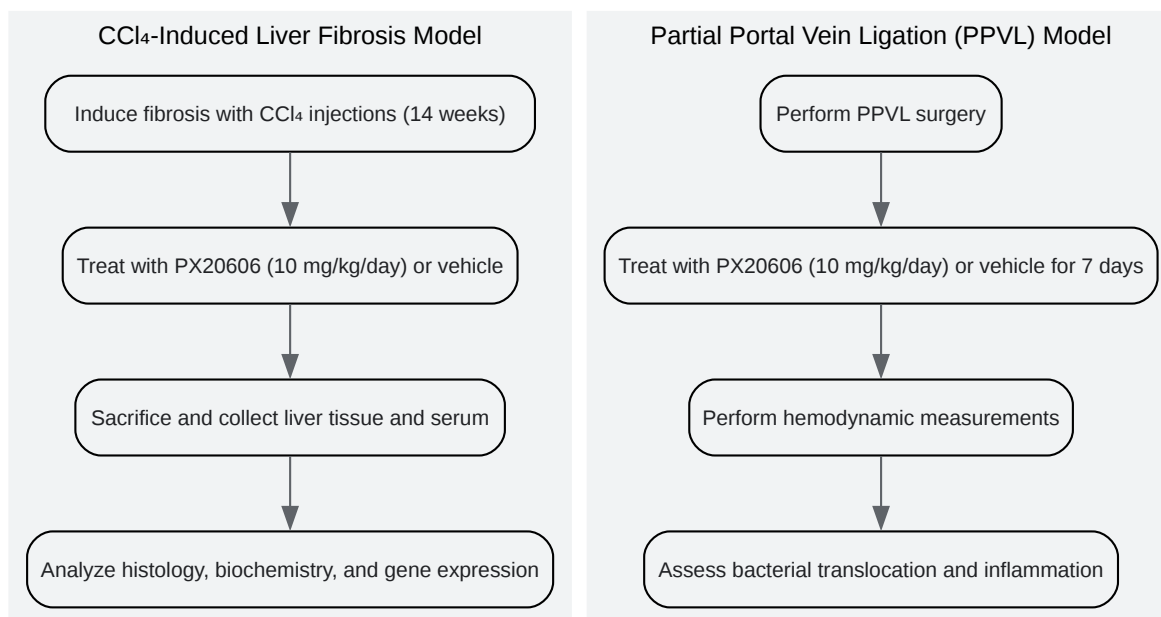 CCl₄-Induced Liver Fibrosis Model
Induce fibrosis with CCl₄ injections (14 weeks)
Treat with PX20606 (10 mg/kg/day) or vehicle
Sacrifice and collect liver tissue and serum
Analyze histology, biochemistry, and gene expression
Partial Portal Vein Ligation (PPVL) Model
Perform PPVL surgery
Treat with PX20606 (10 mg/kg/day) or vehicle for 7 days
Perform hemodynamic measurements
Assess bacterial translocation and inflammation